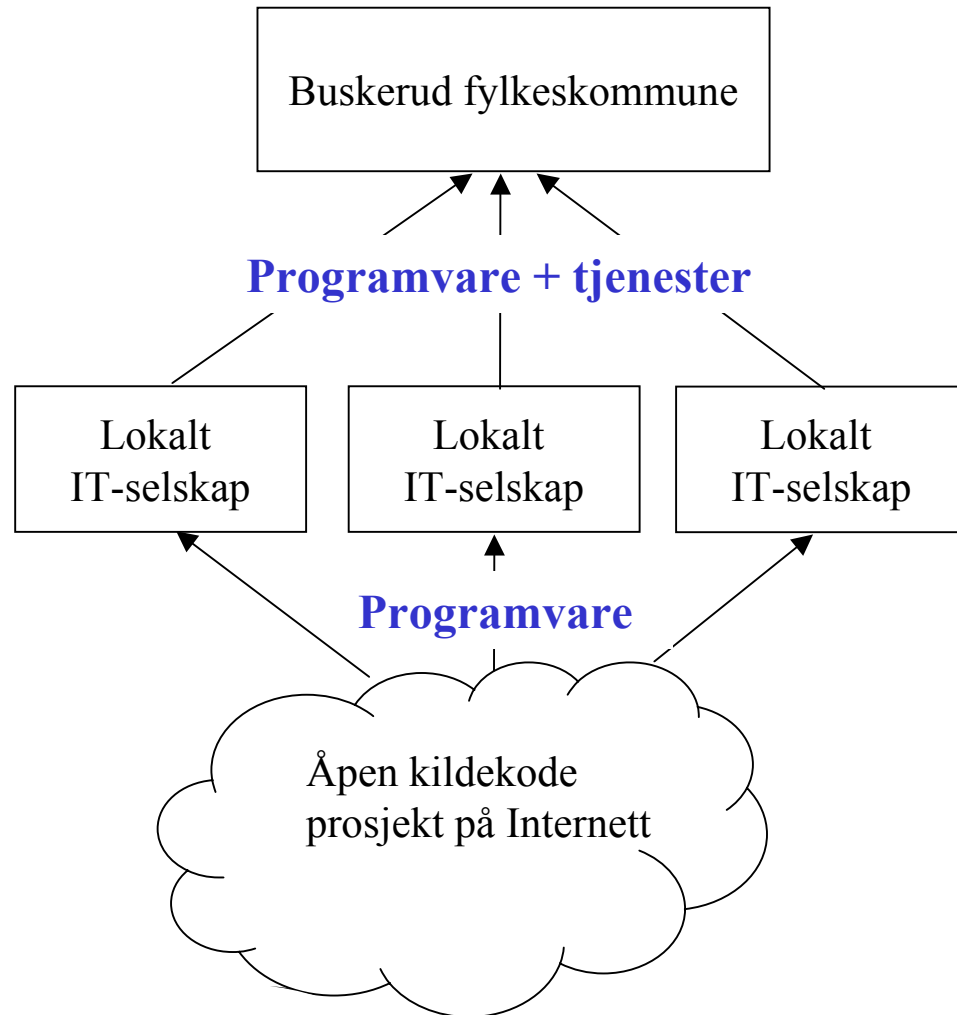 Buskerud fylkeskommune
Programvare + tjenester
Lokalt
IT-selskap
Lokalt
IT-selskap
Lokalt
IT-selskap
Programvare
Åpen kildekode
prosjekt på Internett